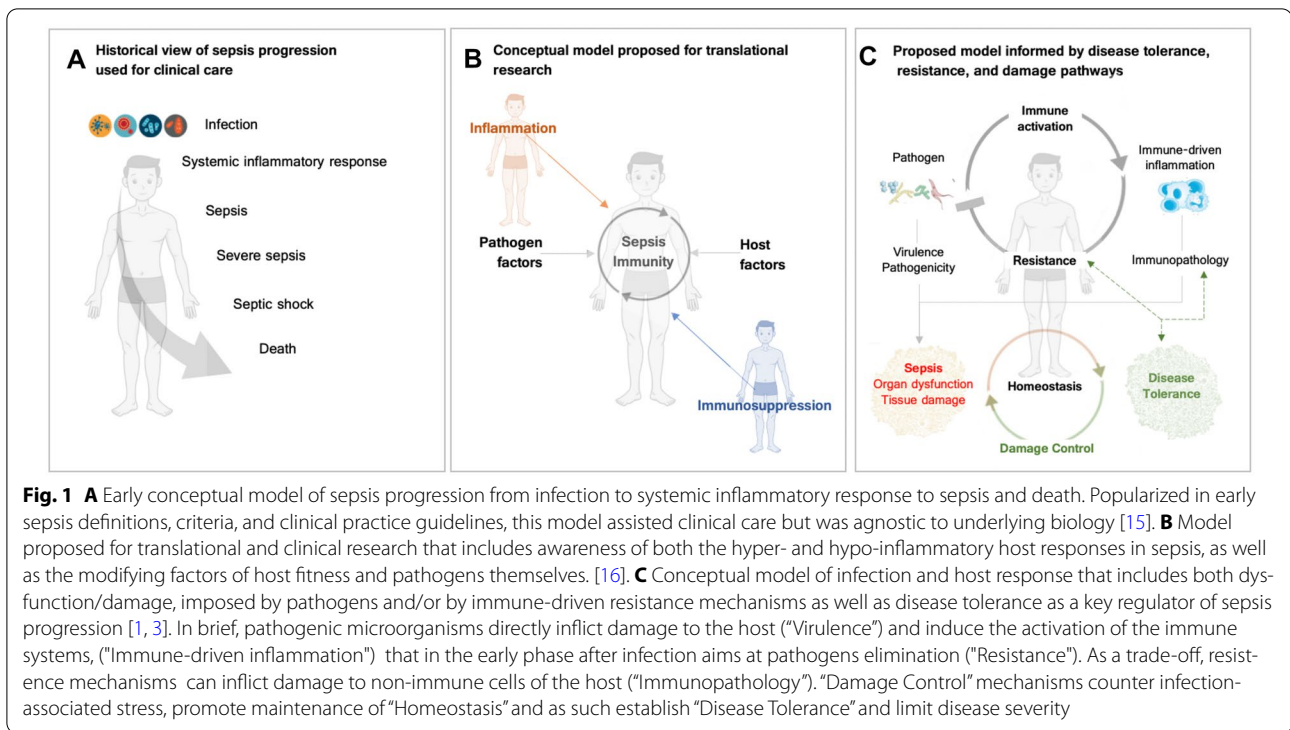 A Historical view of sepsis progression
used for clinical care
Infection
Systemic inflammatory response
Sepsis
Severe sepsis
Septic shock
Death
B Conceptual model proposed for translational
research
Inflammation
Pathogen
factors
Sepsis
Immunity
Host
factors
Immunosuppression
C Proposed model informed by disease tolerance,
resistance, and damage pathways
Immune
activation
Pathogen
Immune-driven
inflammation
Virulence
Pathogenicity
Resistance
Immunopathology
Sepsis
Organ dysfunction
Tissue damage
Homeostasis
Disease
Tolerance
Damage Control
Fig. 1 A Early conceptual model of sepsis progression from infection to systemic inflammatory response to sepsis and death. Popularized in early
sepsis definitions, criteria, and clinical practice guidelines, this model assisted clinical care but was agnostic to underlying biology [15]. B Model
proposed for translational and clinical research that includes awareness of both the hyper- and hypo-inflammatory host responses in sepsis, as well
as the modifying factors of host fitness and pathogens themselves. [16]. C Conceptual model of infection and host response that includes both dys-
function/damage, imposed by pathogens and/or by immune-driven resistance mechanisms as well as disease tolerance as a key regulator of sepsis
progression [1, 3]. In brief, pathogenic microorganisms directly inflict damage to the host (“Virulence”) and induce the activation of the immune
systems, ("Immune-driven inflammation") that in the early phase after infection aims at pathogens elimination ("Resistance"). As a trade-off, resist-
ence mechanisms can inflict damage to non-immune cells of the host (“Immunopathology”). “Damage Control” mechanisms counter infection-
associated stress, promote maintenance of “Homeostasis” and as such establish “Disease Tolerance” and limit disease severity